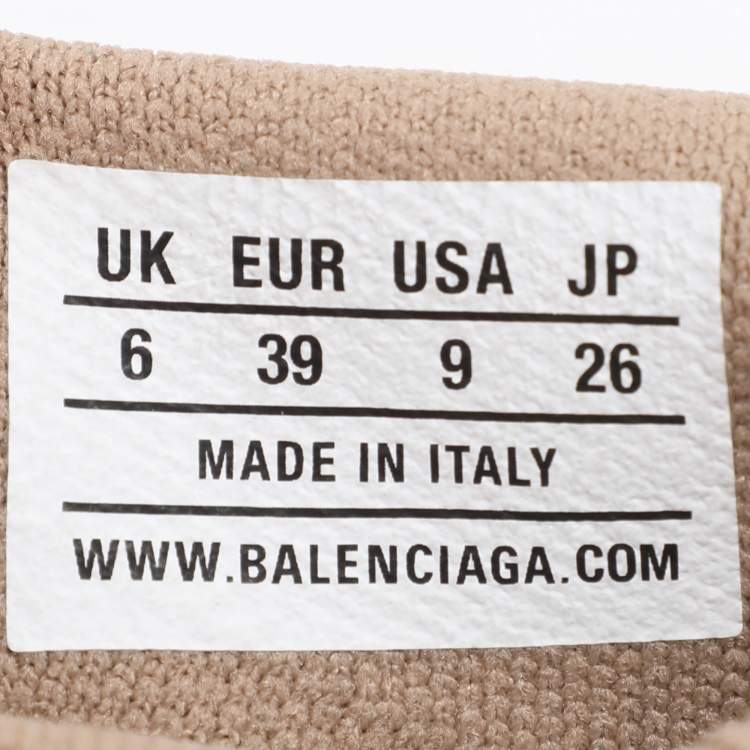 UK EUR USA JP
6 39 9 26
MADE IN ITALY
WWW.BALENCIAGA.COM